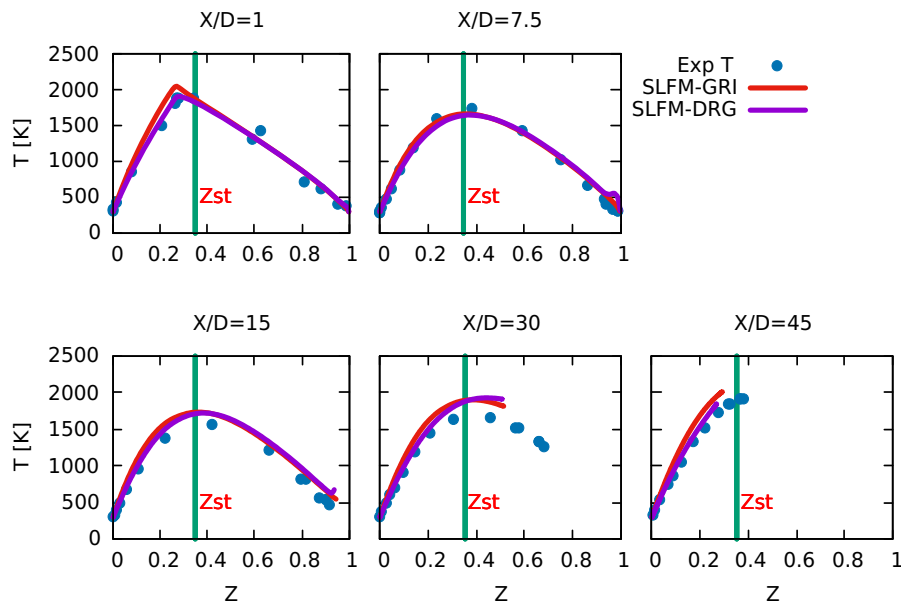 X/D=1
X/D=7.5
Exp T
SLFM-GRI
SLFM-DRG
T [K]
2500
2000
1500
1000
500
0
Zst
Zst
0 0.2 0.4 0.6 0.8 1
0 0.2 0.4 0.6 0.8 1
X/D=15
X/D=30
X/D=45
T [K]
2500
2000
1500
1000
500
0
Zst
Zst
Zst
0 0.2 0.4 0.6 0.8 1
0 0.2 0.4 0.6 0.8 1
0 0.2 0.4 0.6 0.8 1
Z
Z
Z